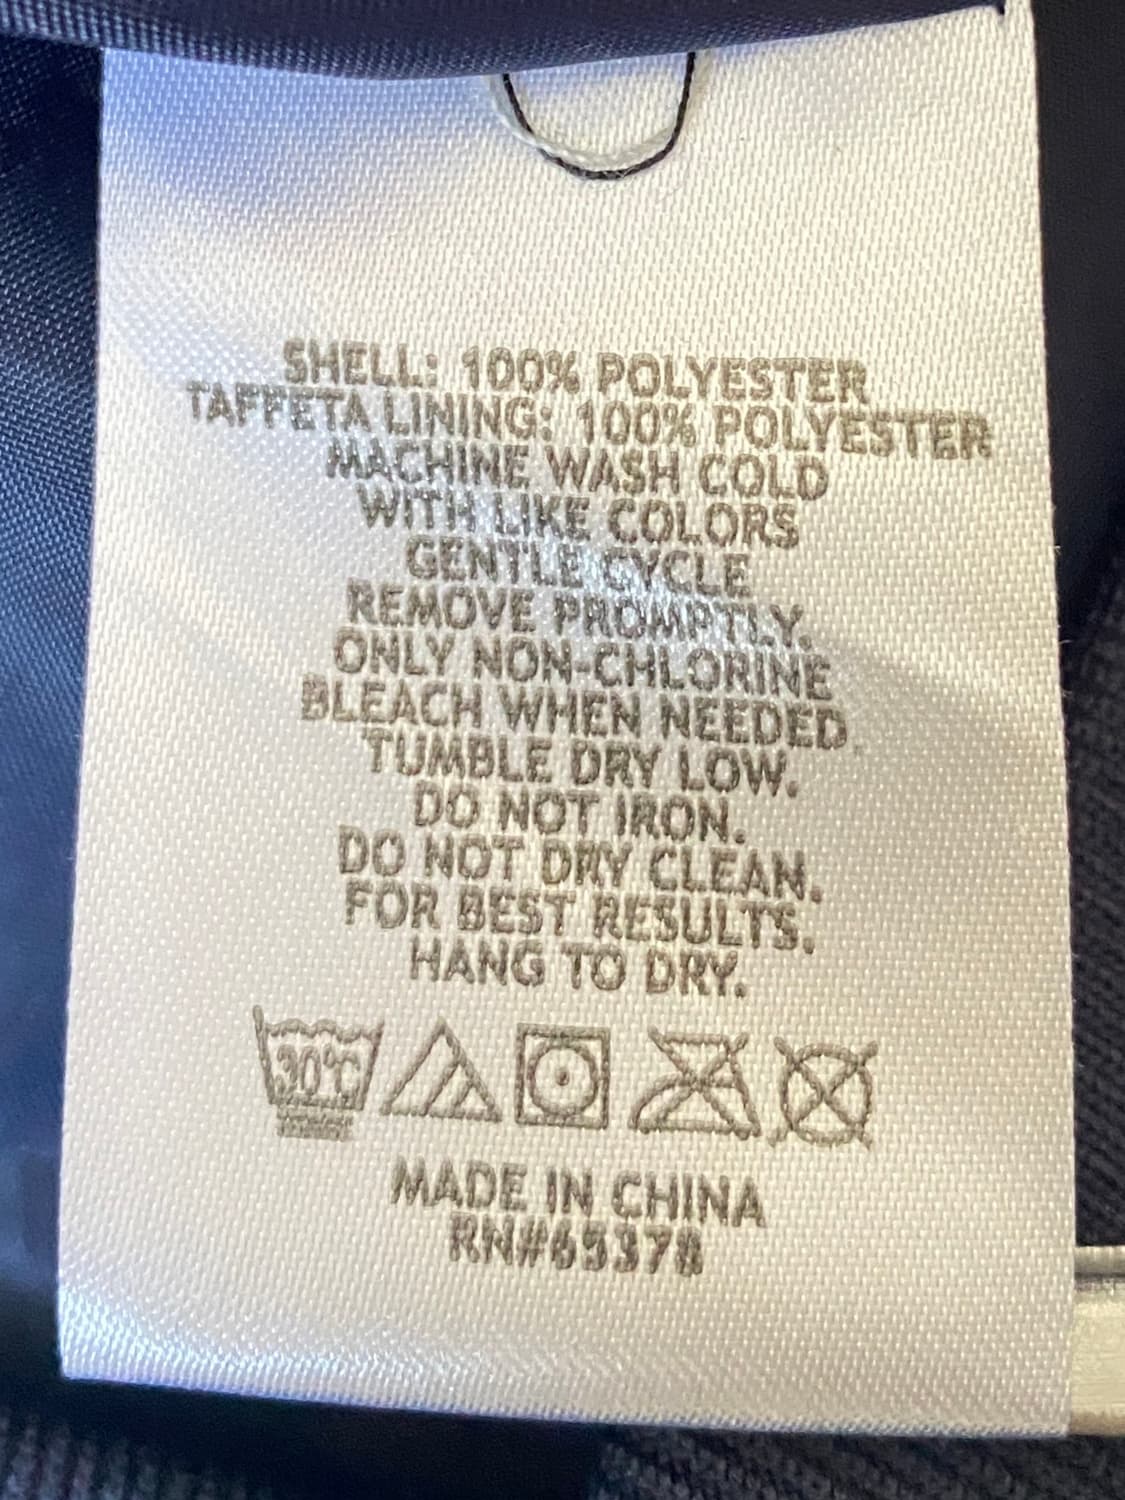 SHELL: 100% POLYESTER
TAFFETA LINING: 100% POLYESTER
MACHINE WASH COLD
WITH LIKE COLORS
GENTLE CYCLE
REMOVE PROMPTLY.
ONLY NON-CHLORINE
BLEACH WHEN NEEDED.
TUMBLE DRY LOW.
DO NOT IRON.
DO NOT DRY CLEAN.
FOR BEST RESULTS,
HANG TO DRY.
30°C
MADE IN CHINA
RN#65378